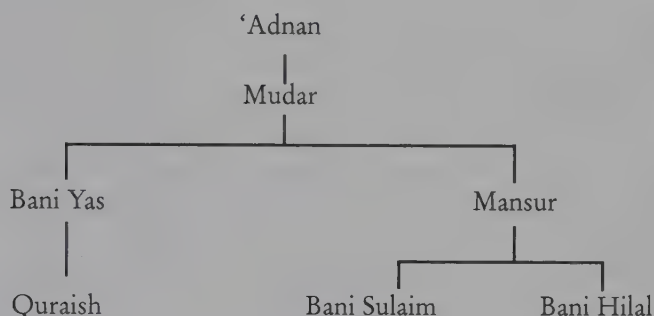 ‘Adnan
Mudar
Bani Yas Mansur
Quraish Bani Sulaim Bani Hilal